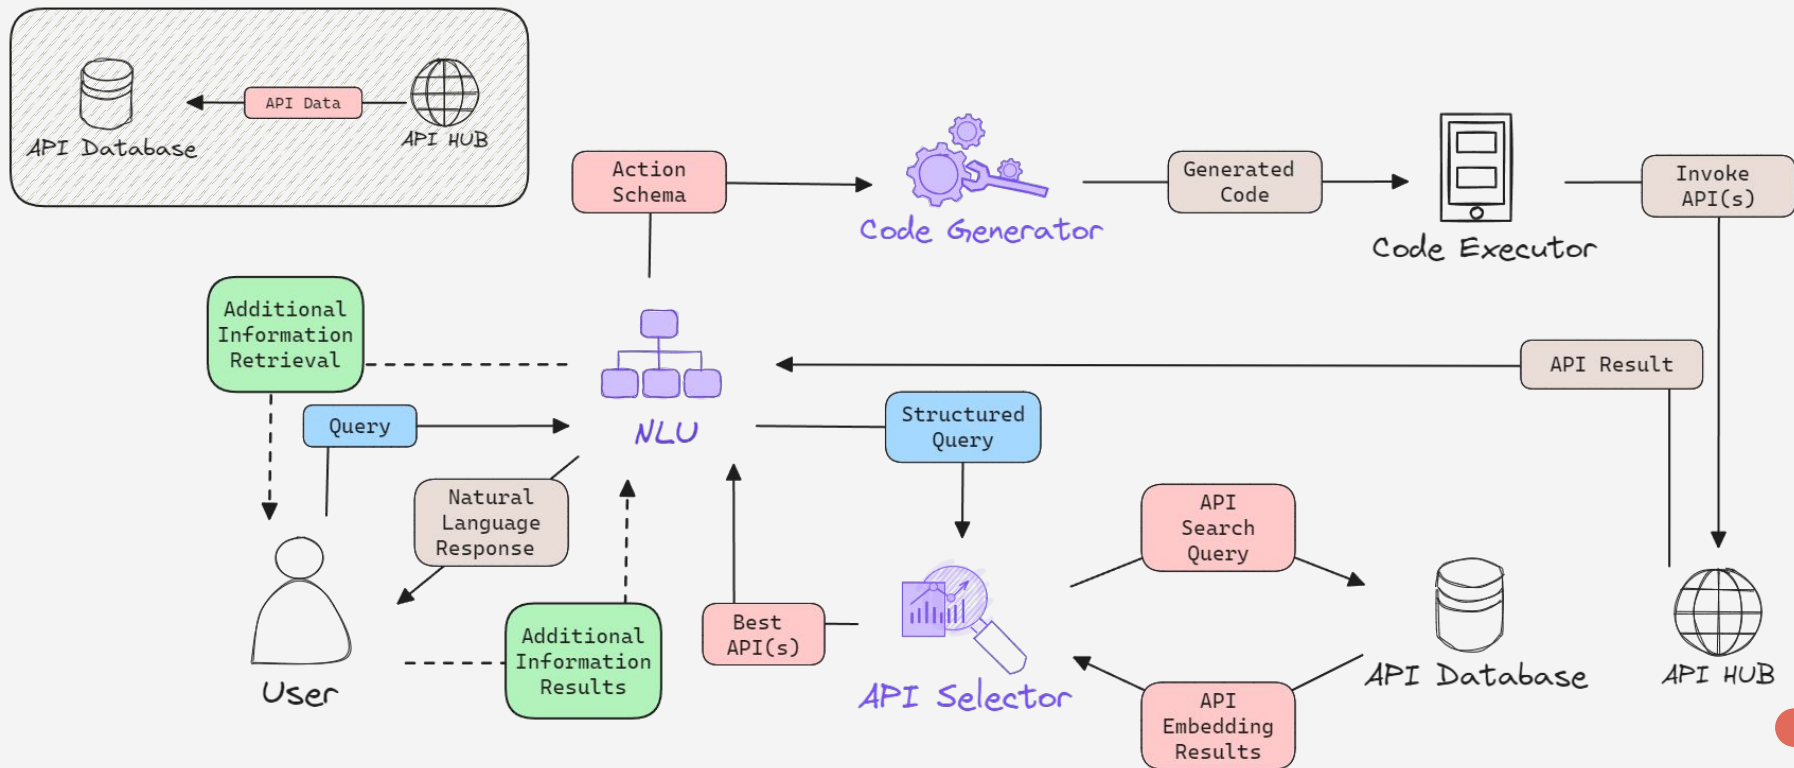 API Data
API Database
API HUB
Action
Schema
Code Generator
Generated
Code
Code Executor
Invoke
API(s)
Additional
Information
Retrieval
Query
NLU
Structured
Query
API Result
Natural
Language
Response
User
Additional
Information
Results
Best
API(s)
API Selector
API
Search
Query
API
Embedding
Results
API Database
API HUB